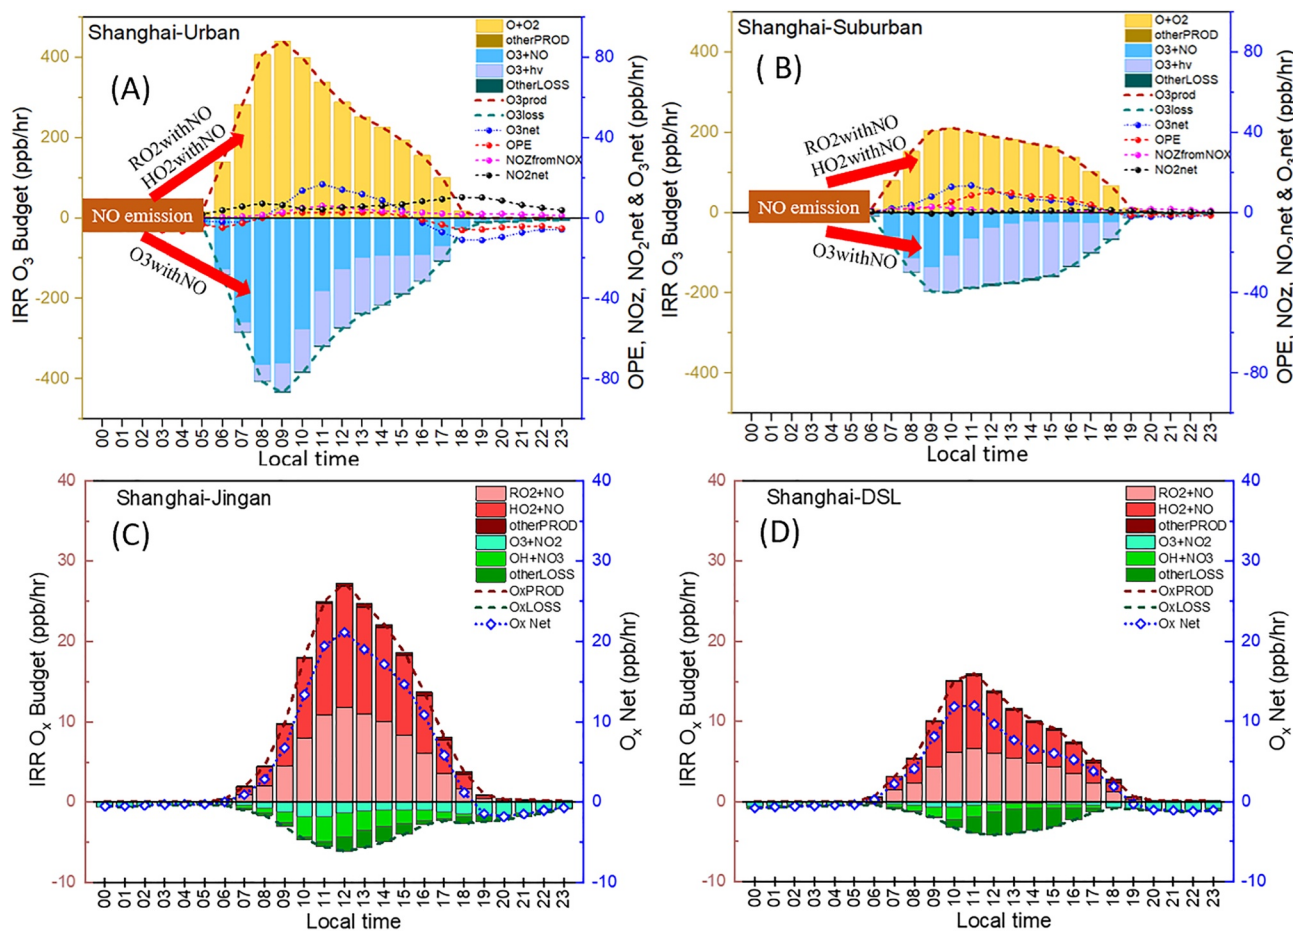 Shanghai-Urban
(A)
O+O2
otherPROD
O3+NO
O3+hv
OtherLOSS
O3prod
O3loss
O3net
OPE
NOZfromNOX
NO2net
RO2withNO
HO2withNO
NO emission
O3withNO
IRR O3 Budget (ppb/hr)
400
200
0
-200
-400
OPE, NOz, NO2net & O3net (ppb/hr)
80
40
0
-40
-80
00 01 02 03 04 05 06 07 08 09 10 11 12 13 14 15 16 17 18 19 20 21 22 23
Local time
Shanghai-Suburban
( B)
O+O2
otherPROD
O3+NO
O3+hv
OtherLOSS
O3prod
O3loss
O3net
OPE
NOZfromNOX
NO2net
RO2withNO
HO2withNO
NO emission
O3withNO
IRR O3 Budget (ppb/hr)
400
200
0
-200
-400
OPE, NOz, NO2net & O3net (ppb/hr)
80
40
0
-40
-80
00 01 02 03 04 05 06 07 08 09 10 11 12 13 14 15 16 17 18 19 20 21 22 23
Local time
Shanghai-Jingan
(C)
RO2+NO
HO2+NO
otherPROD
O3+NO2
OH+NO3
otherLOSS
OxPROD
OxLOSS
Ox Net
IRR Ox Budget (ppb/hr)
40
30
20
10
0
-10
Ox Net (ppb/hr)
40
30
20
10
0
-10
00 01 02 03 04 05 06 07 08 09 10 11 12 13 14 15 16 17 18 19 20 21 22 23
Local time
Shanghai-DSL
(D)
RO2+NO
HO2+NO
otherPROD
O3+NO2
OH+NO3
otherLOSS
OxPROD
OxLOSS
Ox Net
IRR Ox Budget (ppb/hr)
40
30
20
10
0
-10
Ox Net (ppb/hr)
40
30
20
10
0
-10
00 01 02 03 04 05 06 07 08 09 10 11 12 13 14 15 16 17 18 19 20 21 22 23
Local time